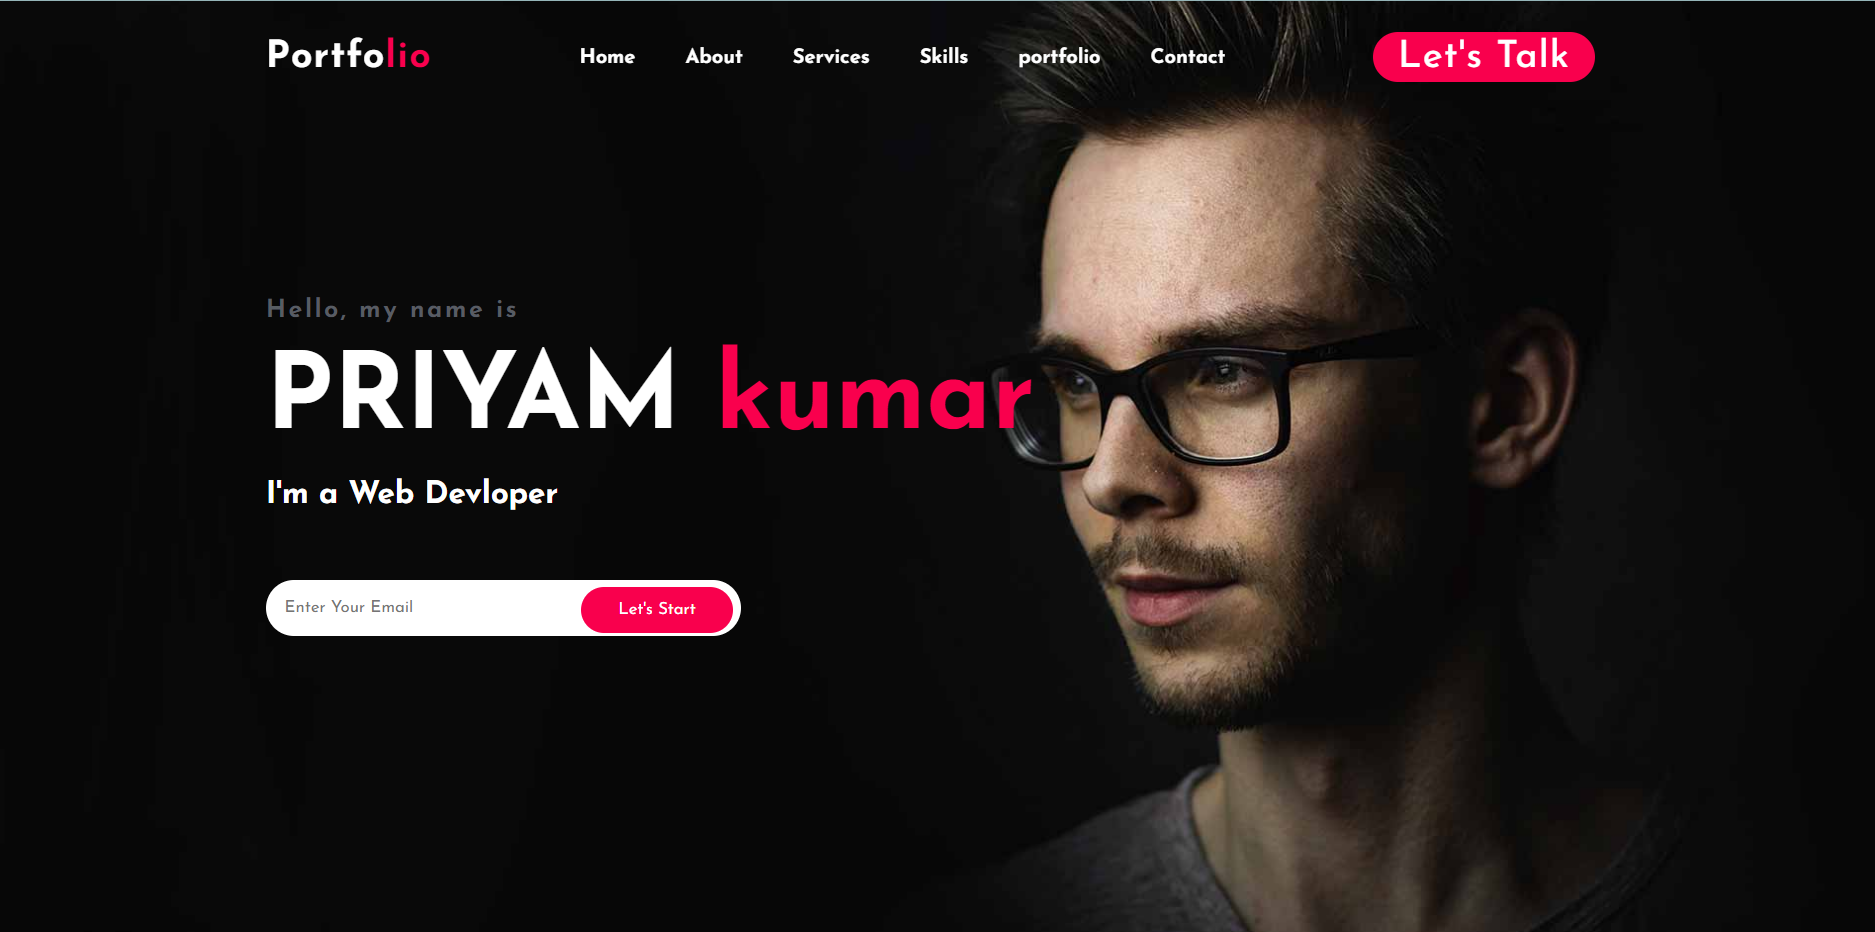 Portfolio
Home About Services Skills portfolio Contact
Let's Talk
Hello, my name is
PRIYAM kumar
I'm a Web Devloper
Enter Your Email
Let's Start